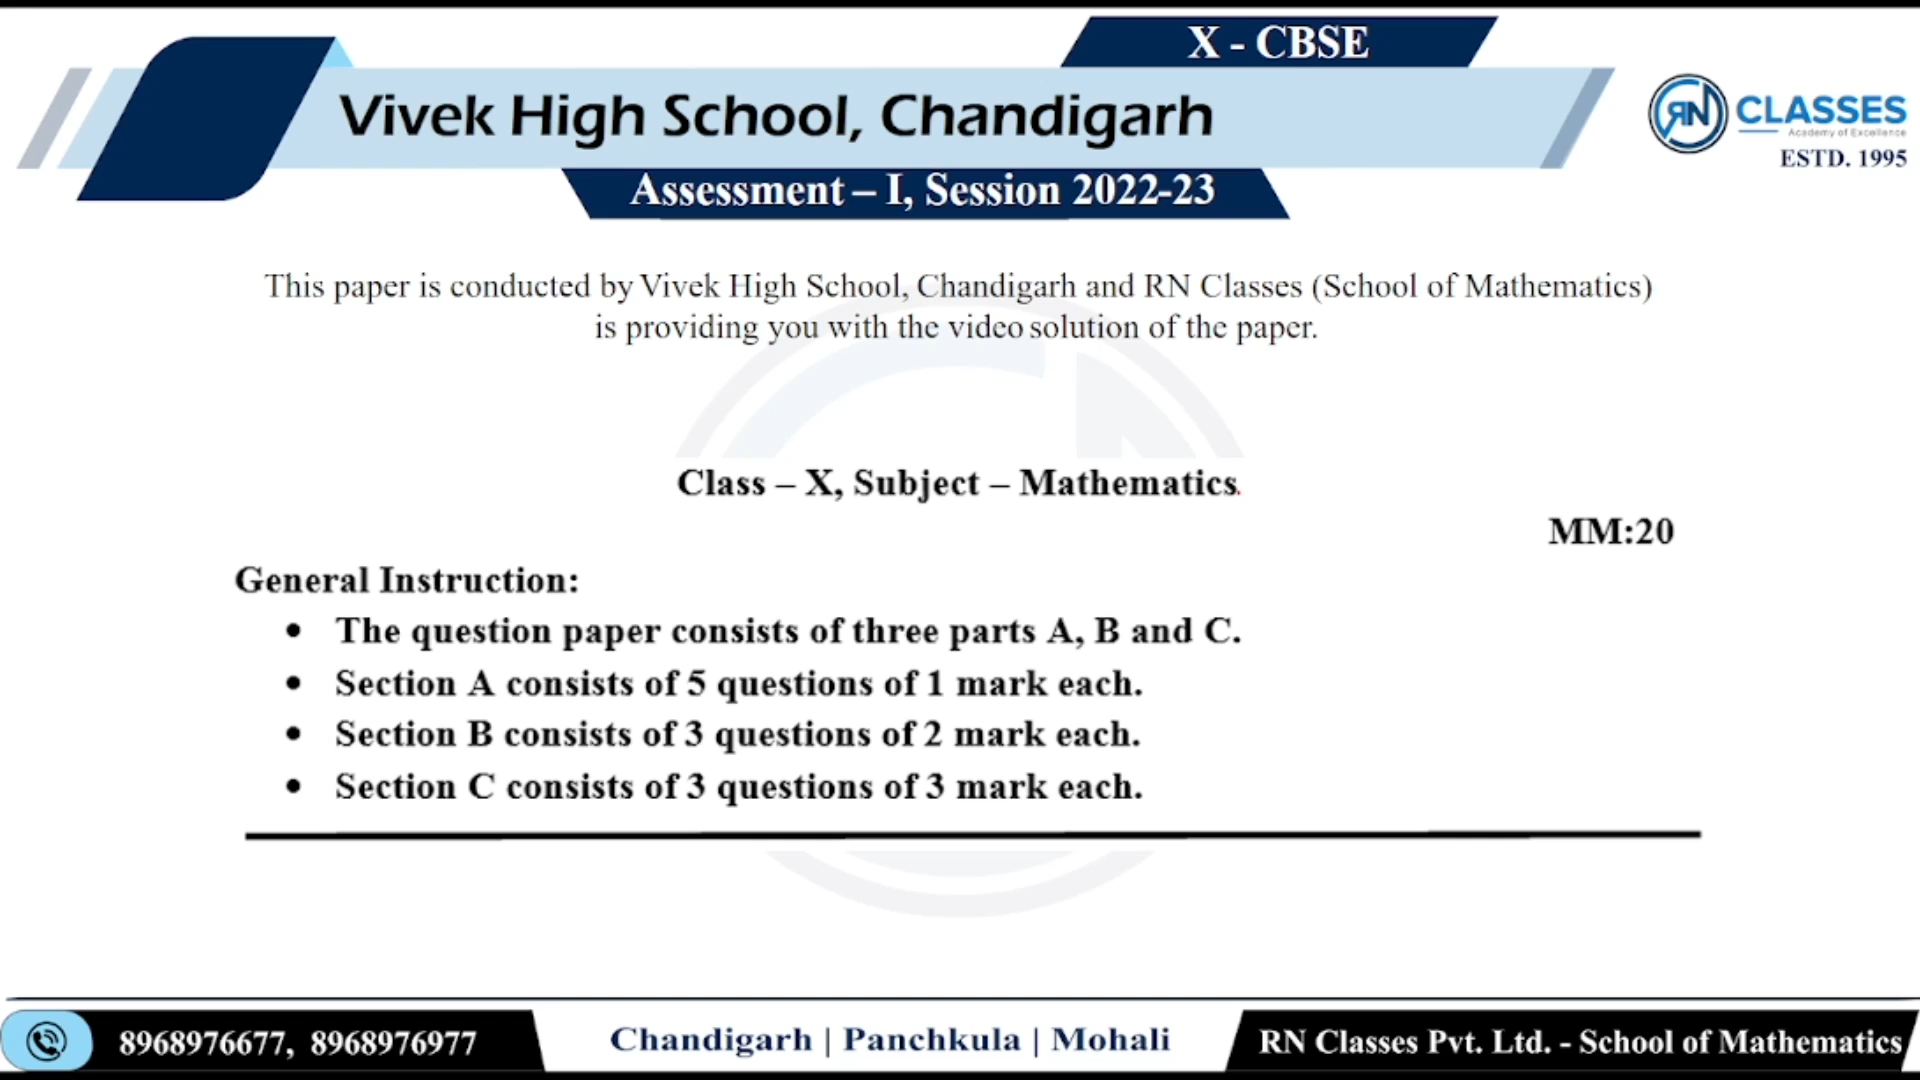 X - CBSE
Vivek High School, Chandigarh
RN CLASSES
Academy of Excellence
ESTD. 1995
Assessment – I, Session 2022-23
This paper is conducted by Vivek High School, Chandigarh and RN Classes (School of Mathematics)
is providing you with the video solution of the paper.
Class – X, Subject – Mathematics.
MM:20
General Instruction:
• The question paper consists of three parts A, B and C.
• Section A consists of 5 questions of 1 mark each.
• Section B consists of 3 questions of 2 mark each.
• Section C consists of 3 questions of 3 mark each.
8968976677, 8968976977
Chandigarh | Panchkula | Mohali
RN Classes Pvt. Ltd. - School of Mathematics